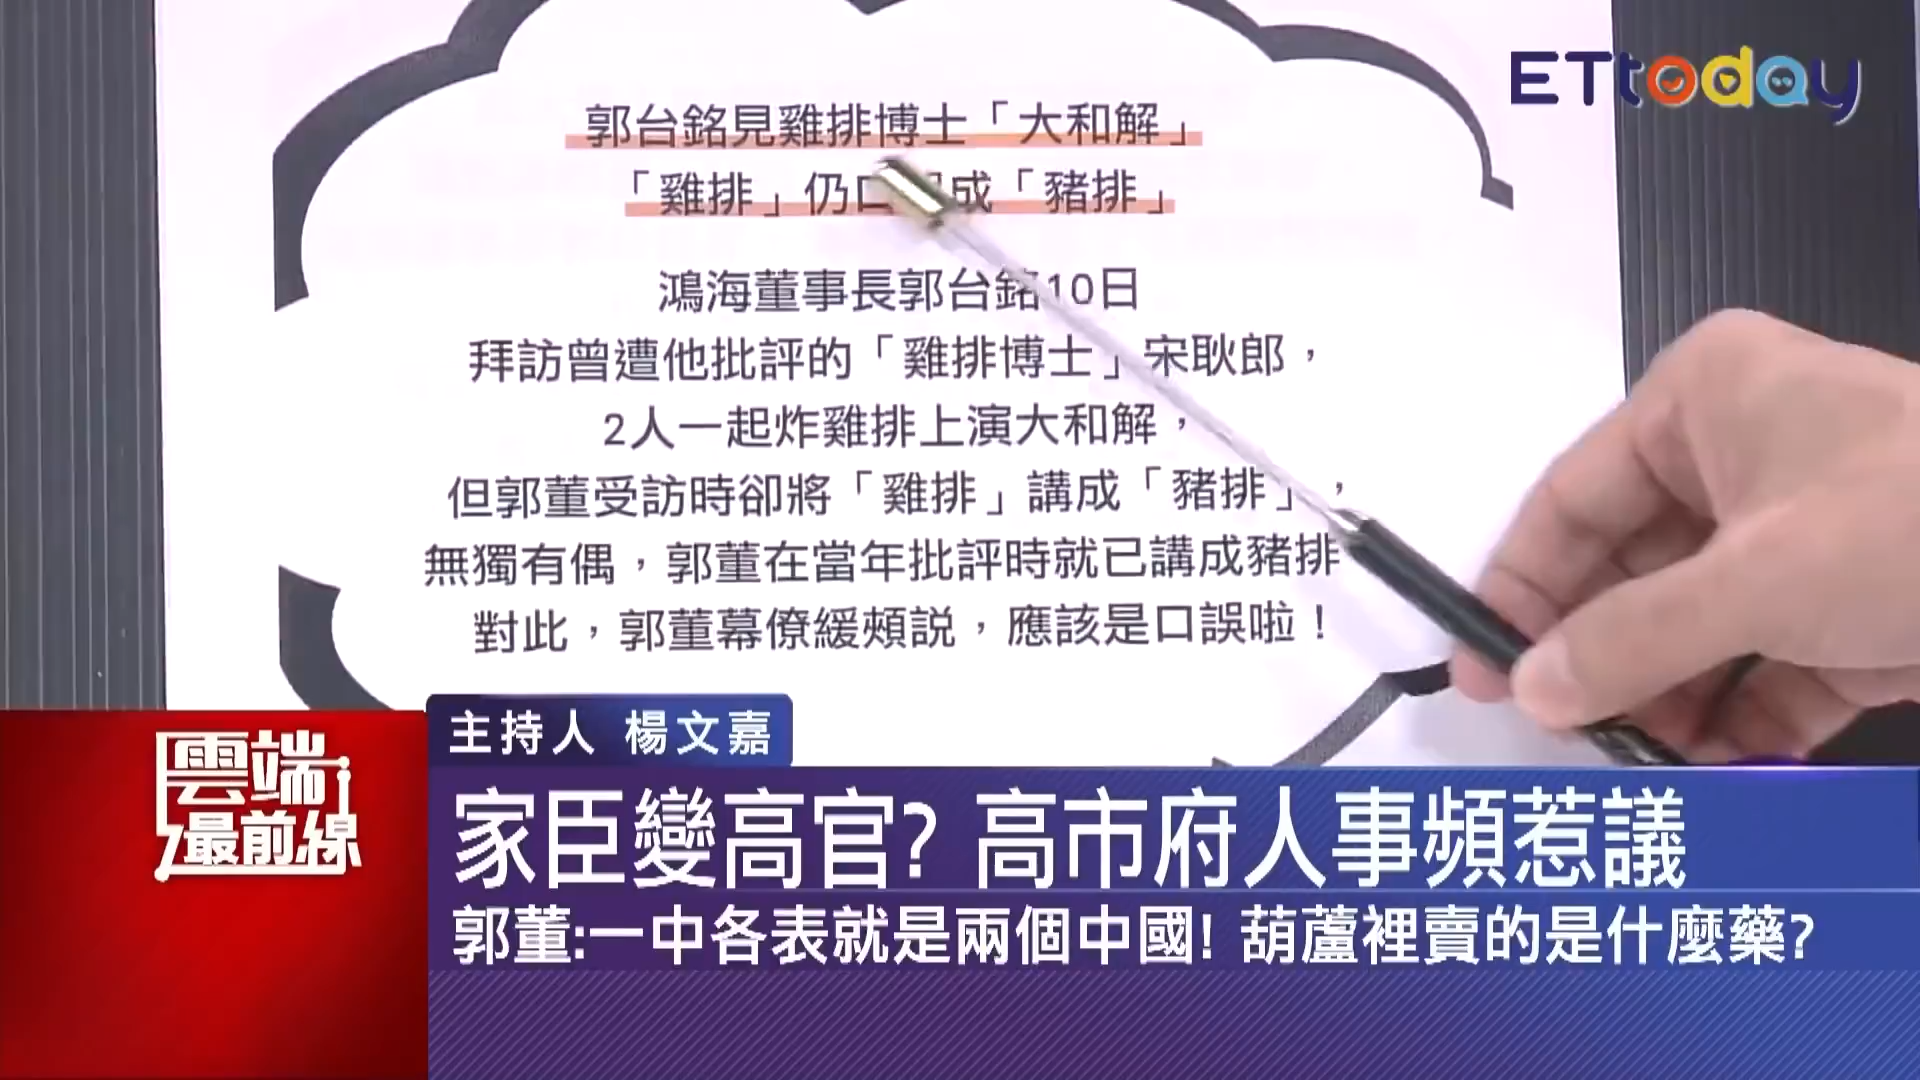 ETtoday
郭台銘見雞排博士「大和解」
「雞排」仍口 成「豬排」
鴻海董事長郭台銘10日
拜訪曾遭他批評的「雞排博士」宋耿郎，
2人一起炸雞排上演大和解，
但郭董受訪時卻將「雞排」講成「豬排」，
無獨有偶，郭董在當年批評時就已講成豬排
對此，郭董幕僚緩頰説，應該是口誤啦！
主持人 楊文嘉
雲端
最前線
家臣變高官? 高市府人事頻惹議
郭董:一中各表就是兩個中國! 葫蘆裡賣的是什麼藥?